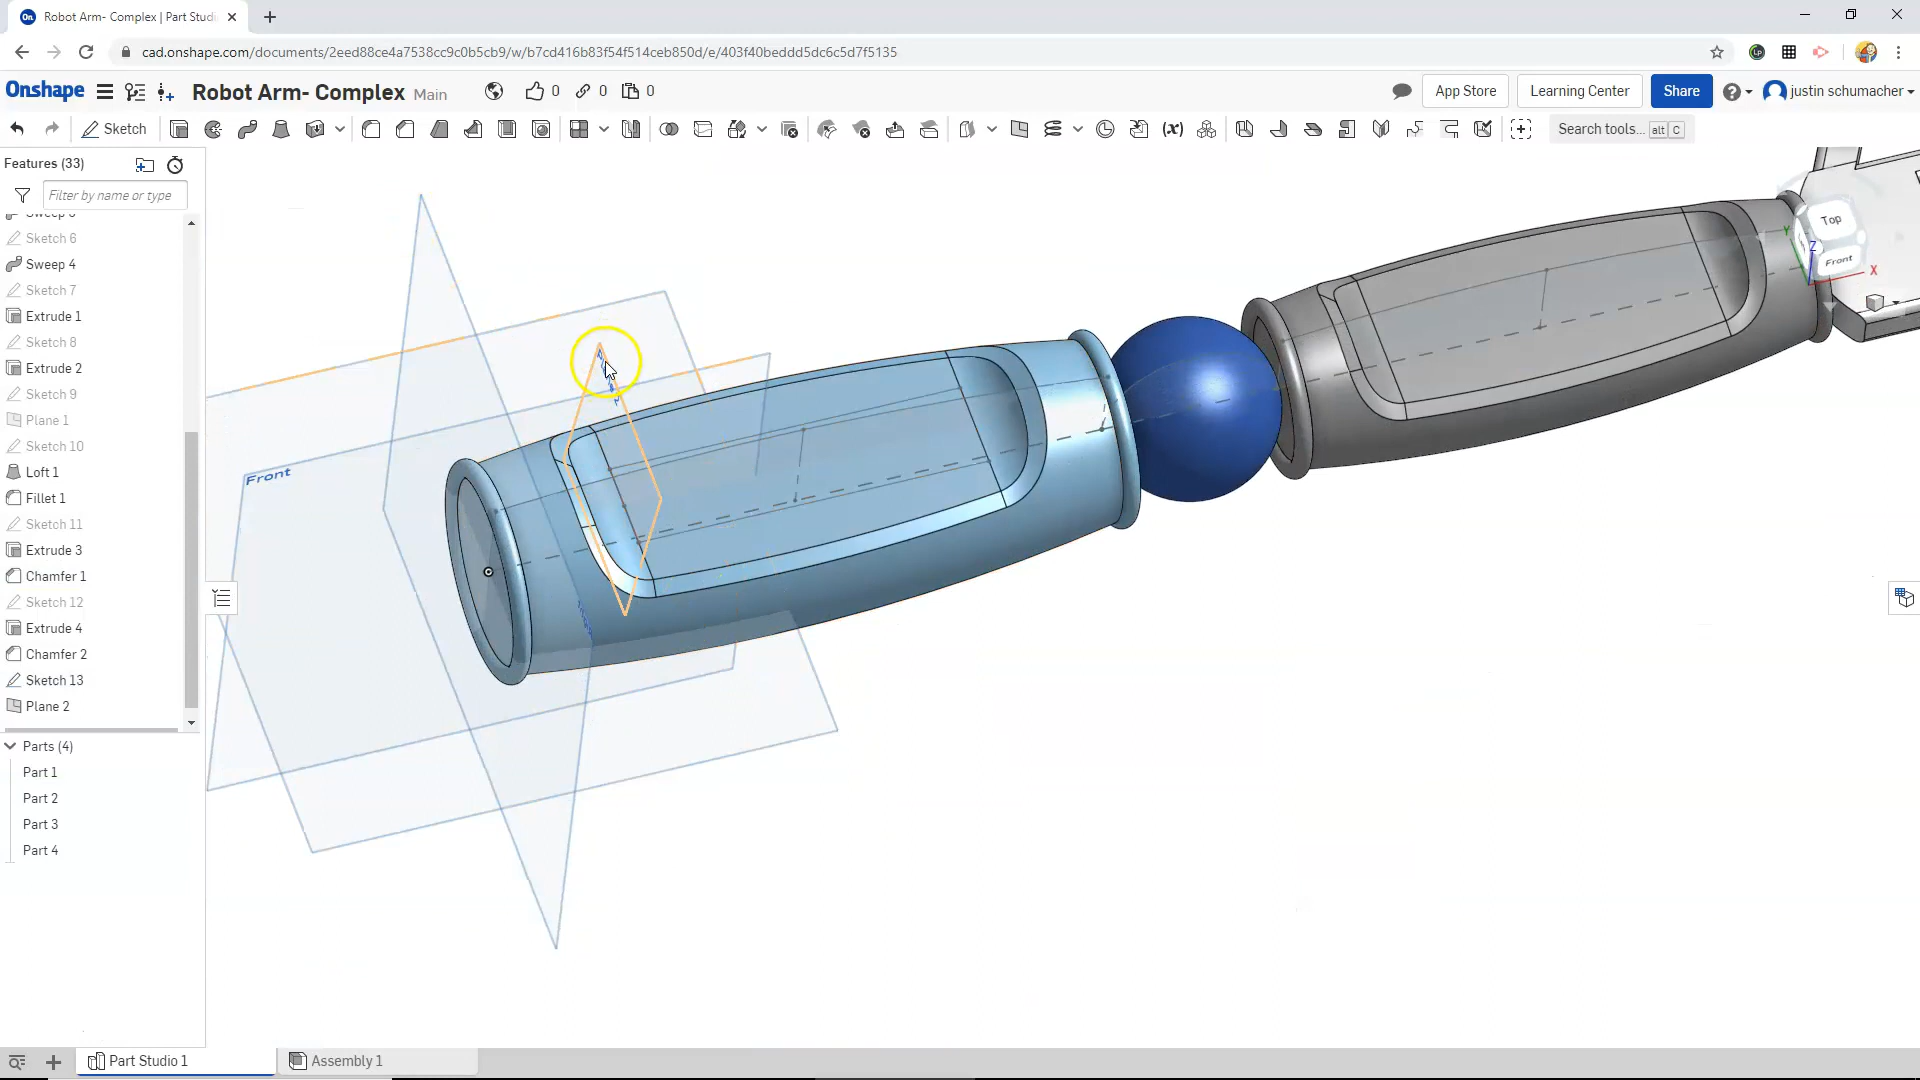 Robot Arm- Complex | Part Studi
cad.onshape.com/documents/2eed88ce4a7538cc9c0b5cb9/w/b7cd416b83f54f514ceb850d/e/403f40beddd5dc6c5d7f5135
Onshape Robot Arm- Complex Main 0 0 0 App Store Learning Center Share justin schumacher
Sketch Search tools... alt C
Features (33)
Filter by name or type
Sweep 3
Sketch 6
Sweep 4
Sketch 7
Extrude 1
Sketch 8
Extrude 2
Sketch 9
Plane 1
Sketch 10
Loft 1
Fillet 1
Sketch 11
Extrude 3
Chamfer 1
Sketch 12
Extrude 4
Chamfer 2
Sketch 13
Plane 2
Parts (4)
Part 1
Part 2
Part 3
Part 4
Front
Top
Front
X
Y
Z
Part Studio 1
Assembly 1